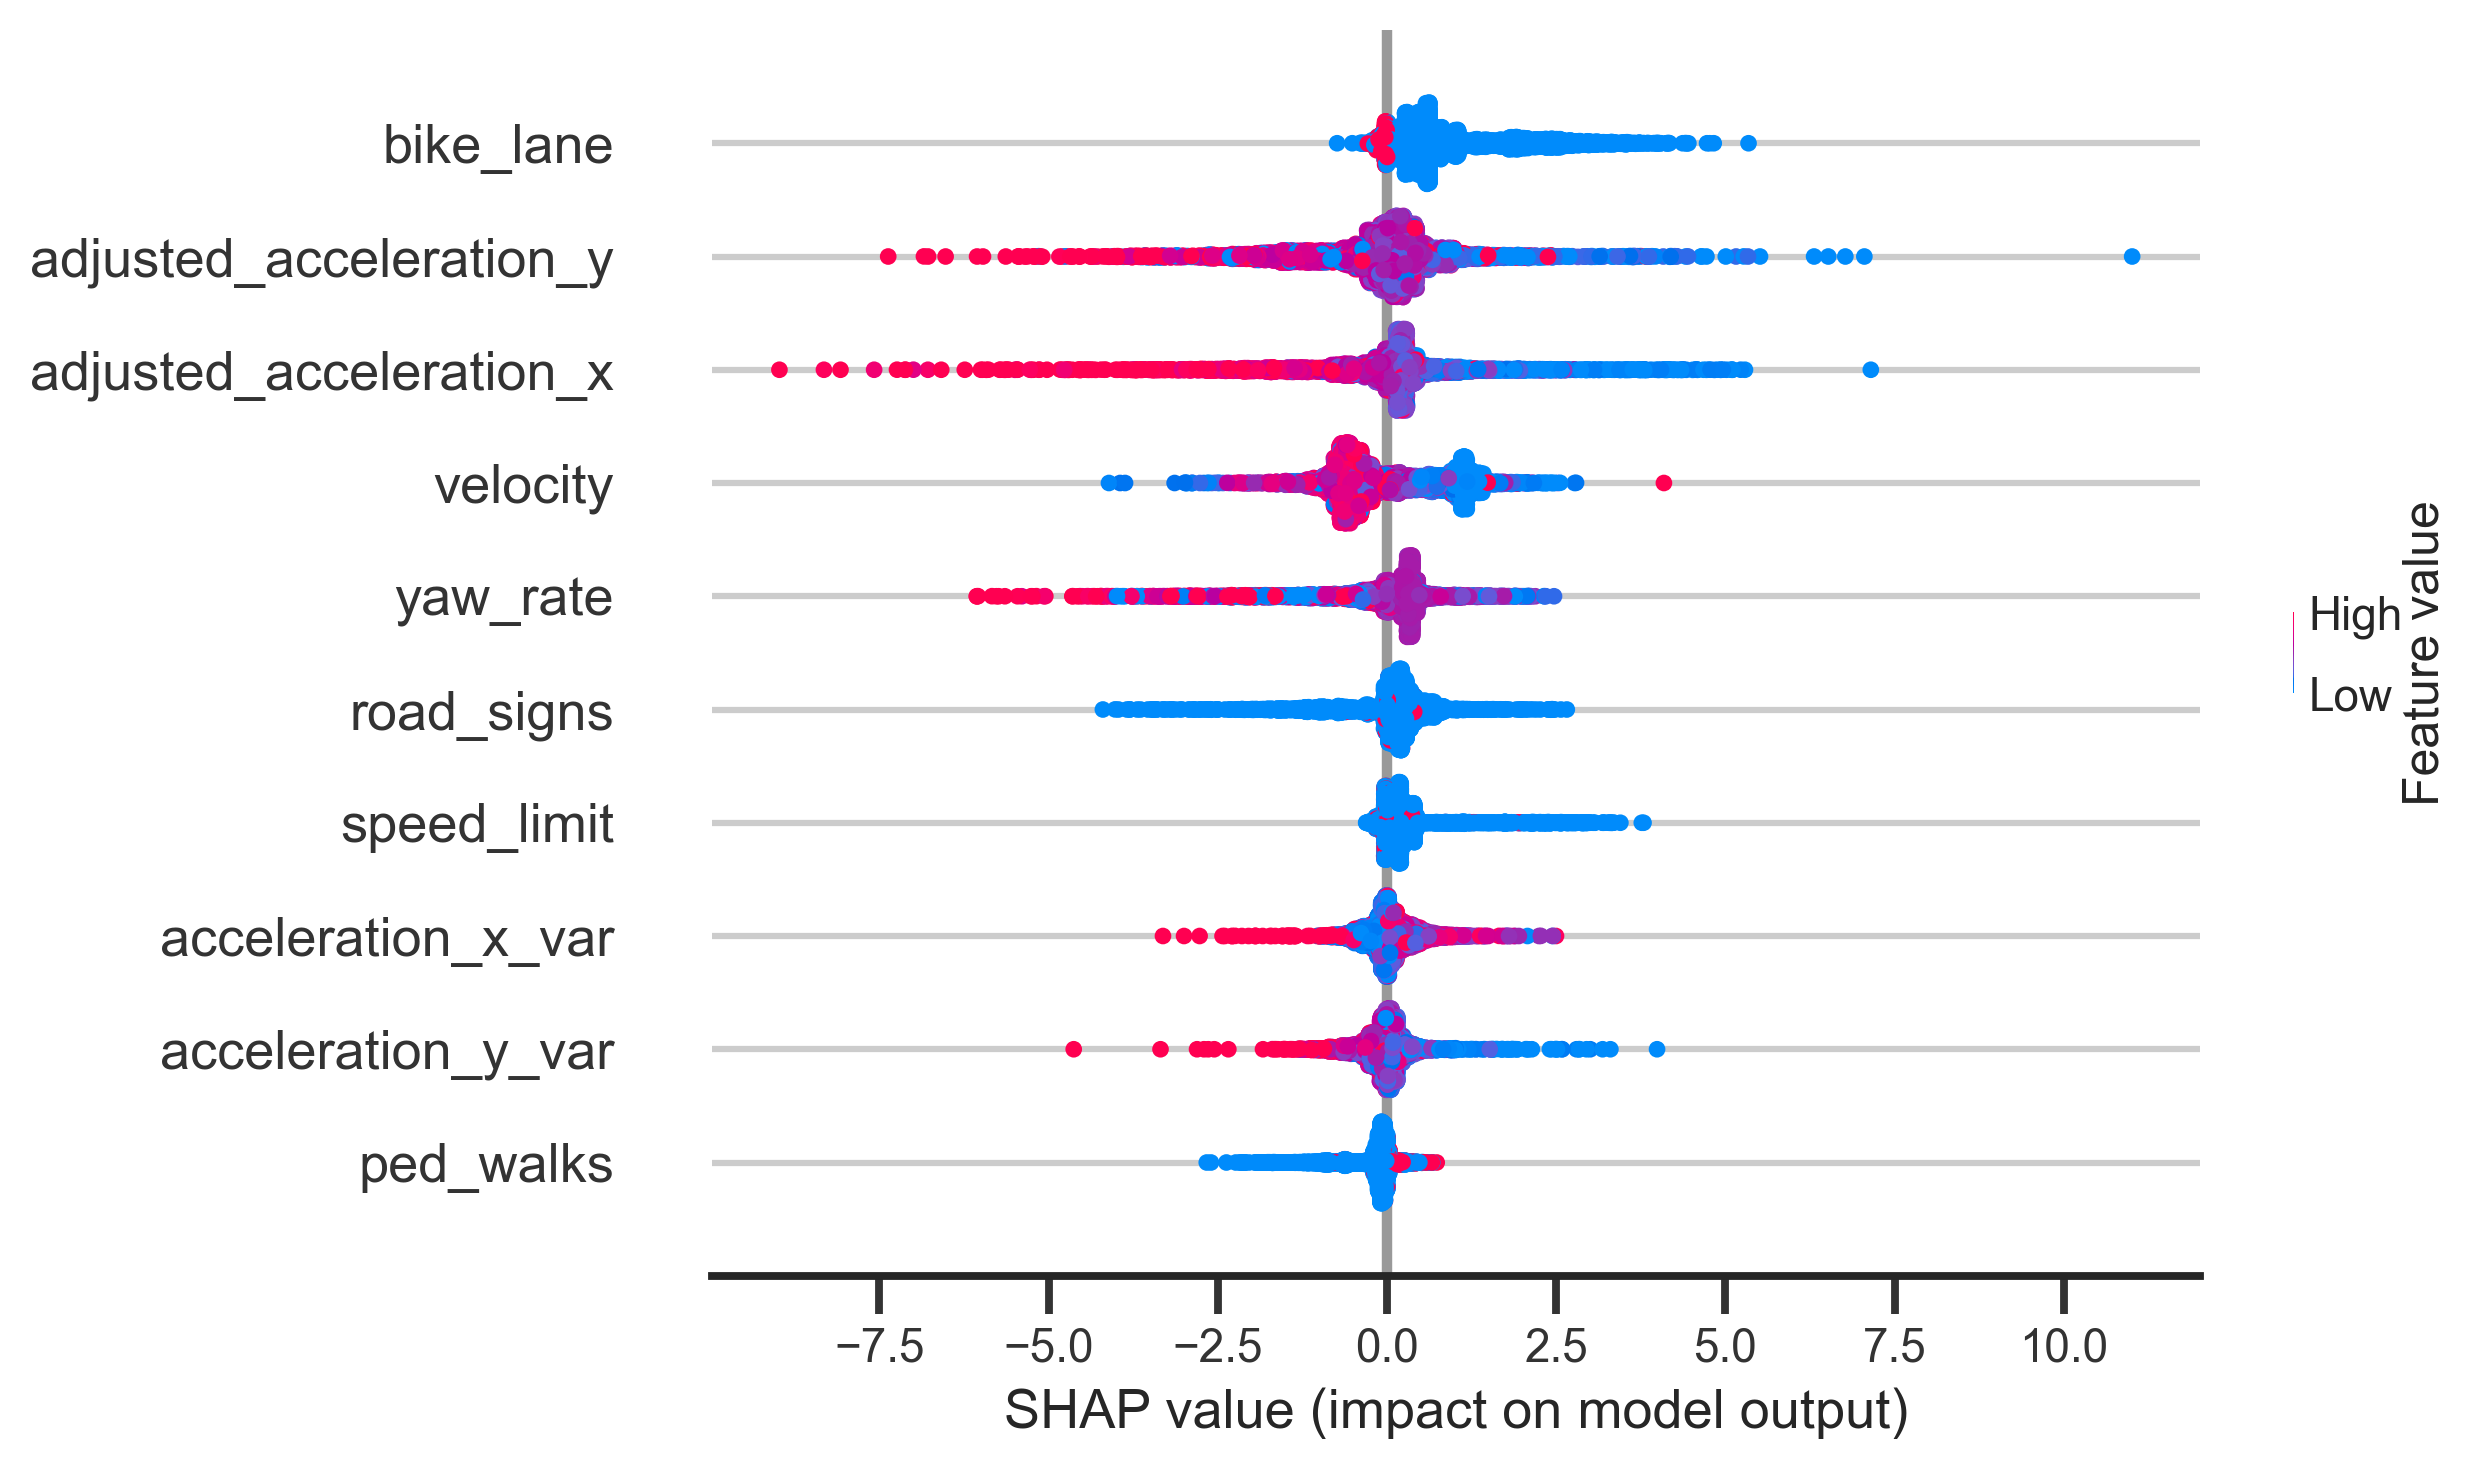 bike_lane
adjusted_acceleration_y
adjusted_acceleration_x
velocity
yaw_rate
road_signs
speed_limit
acceleration_x_var
acceleration_y_var
ped_walks
−7.5 −5.0 −2.5 0.0 2.5 5.0 7.5 10.0
SHAP value (impact on model output)
High
Low
Feature value